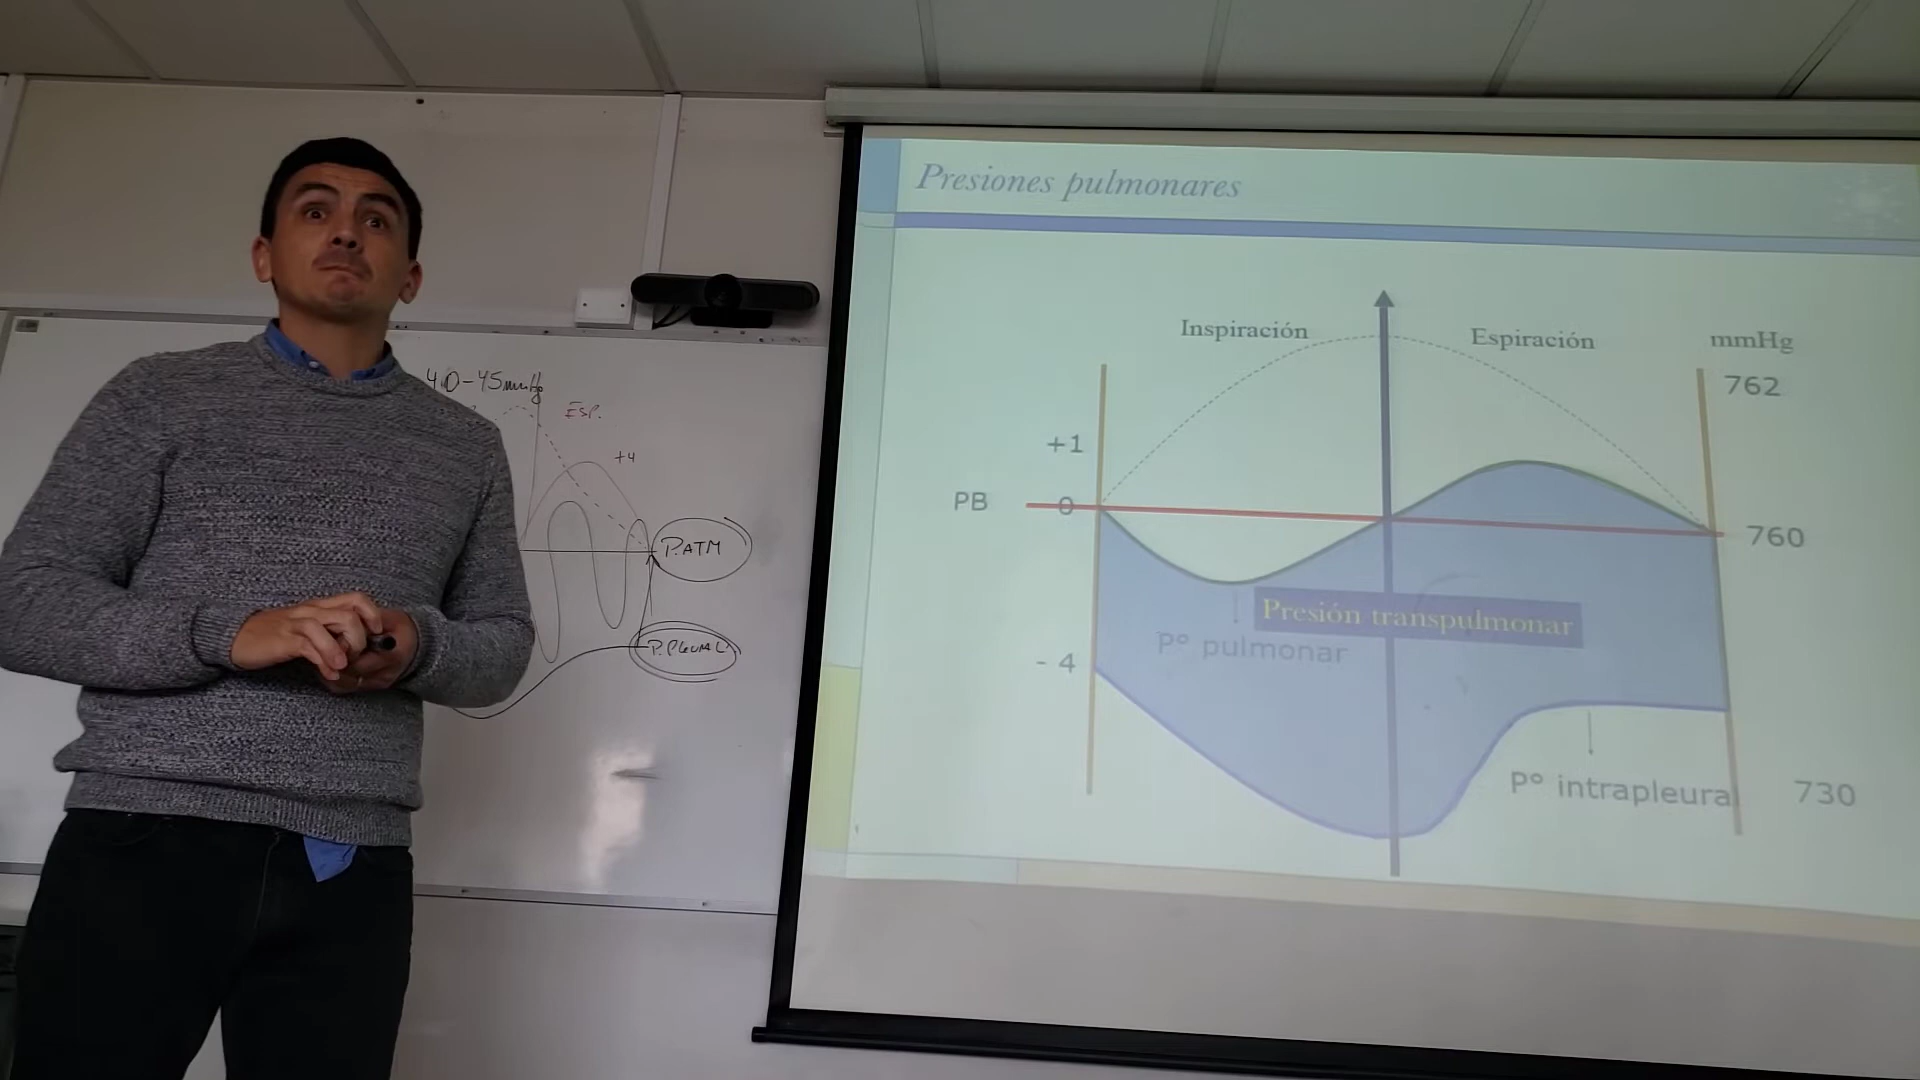 40-45mmHg
ESP.
+4
P.ATM
P.PLEURAL
Presiones pulmonares
Inspiración
Espiración
mmHg
762
+1
PB
0
760
Presión transpulmonar
pº pulmonar
- 4
pº intrapleural
730